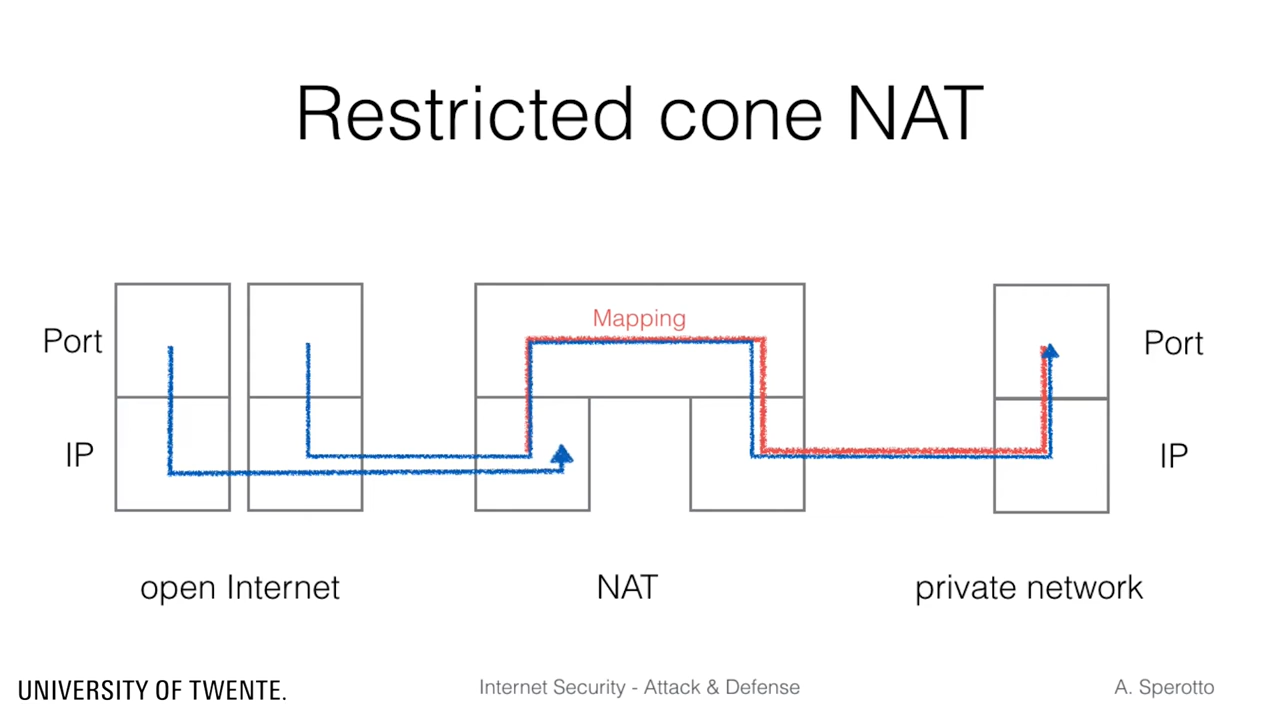 Restricted cone NAT
Mapping
Port
Port
IP
IP
open Internet
NAT
private network
UNIVERSITY OF TWENTE.
Internet Security - Attack & Defense
A. Sperotto